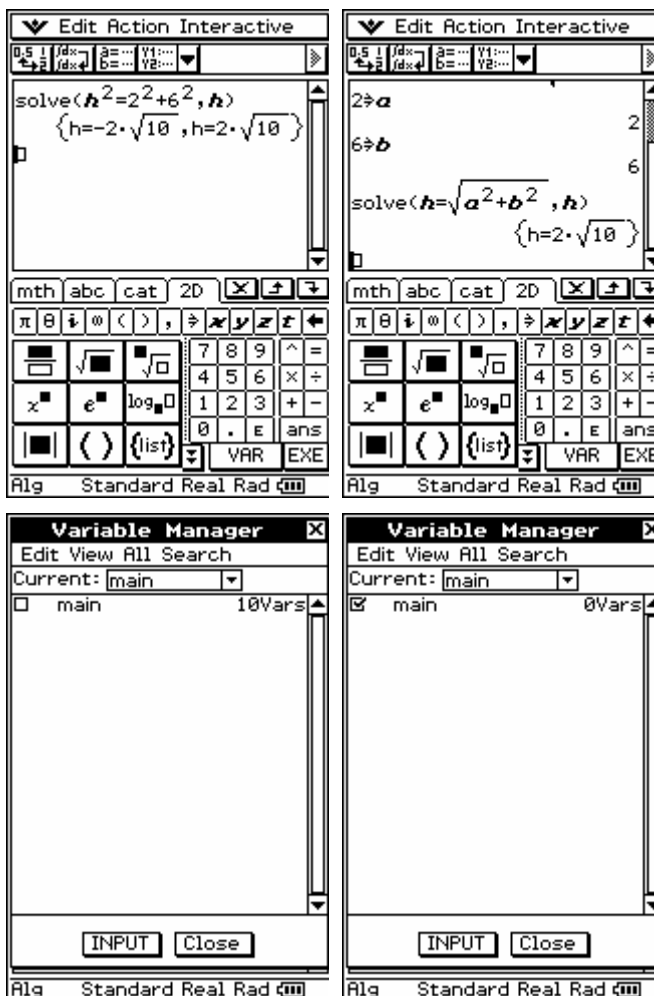 Edit Action Interactive
solve(h²=2²+6²,h)
{h=-2·√10 ,h=2·√10 }
mth abc cat 2D
π θ i ∞ ( ) , ⇒ x y z t
7 8 9 ^ =
4 5 6 × ÷
1 2 3 + −
0 . E ans
x e log {list}
VAR EXE
Alg Standard Real Rad
Edit Action Interactive
2⇒a
2
6⇒b
6
solve(h=√a²+b² ,h)
{h=2·√10 }
mth abc cat 2D
π θ i ∞ ( ) , ⇒ x y z t
7 8 9 ^ =
4 5 6 × ÷
1 2 3 + −
0 . E ans
x e log {list}
VAR EXE
Alg Standard Real Rad
Variable Manager
Edit View All Search
Current: main
main 10Vars
INPUT Close
Alg Standard Real Rad
Variable Manager
Edit View All Search
Current: main
main 0Vars
INPUT Close
Alg Standard Real Rad